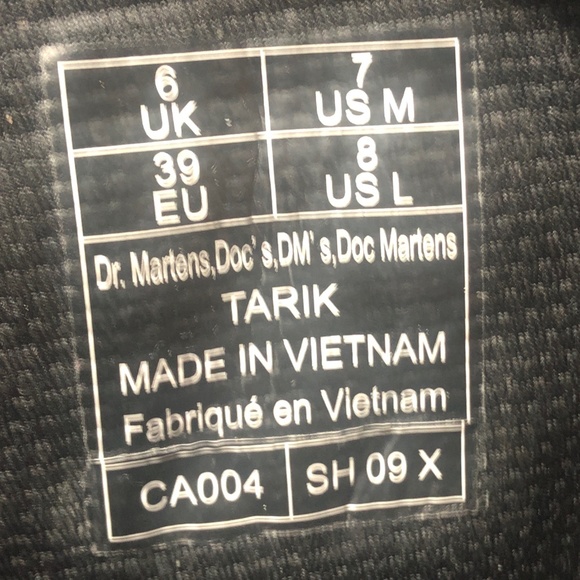 6 UK
7 US M
39 EU
8 US L
Dr. Martens,Doc's,DM's,Doc Martens
TARIK
MADE IN VIETNAM
Fabriqué en Vietnam
CA004
SH 09 X